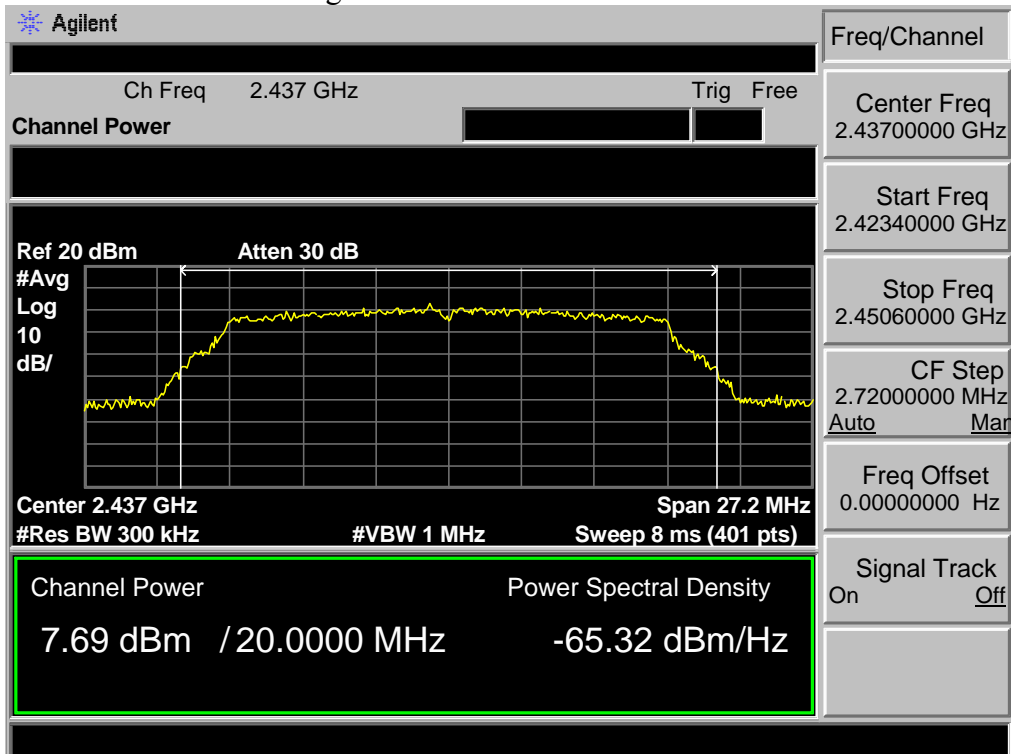 Agilent
Freq/Channel
Ch Freq 2.437 GHz Trig Free
Channel Power
Center Freq
2.43700000 GHz
Start Freq
2.42340000 GHz
Stop Freq
2.45060000 GHz
CF Step
2.72000000 MHz
Auto Man
Freq Offset
0.00000000 Hz
Signal Track
On Off
Ref 20 dBm Atten 30 dB
#Avg
Log
10
dB/
Center 2.437 GHz Span 27.2 MHz
#Res BW 300 kHz #VBW 1 MHz Sweep 8 ms (401 pts)
Channel Power Power Spectral Density
7.69 dBm / 20.0000 MHz -65.32 dBm/Hz